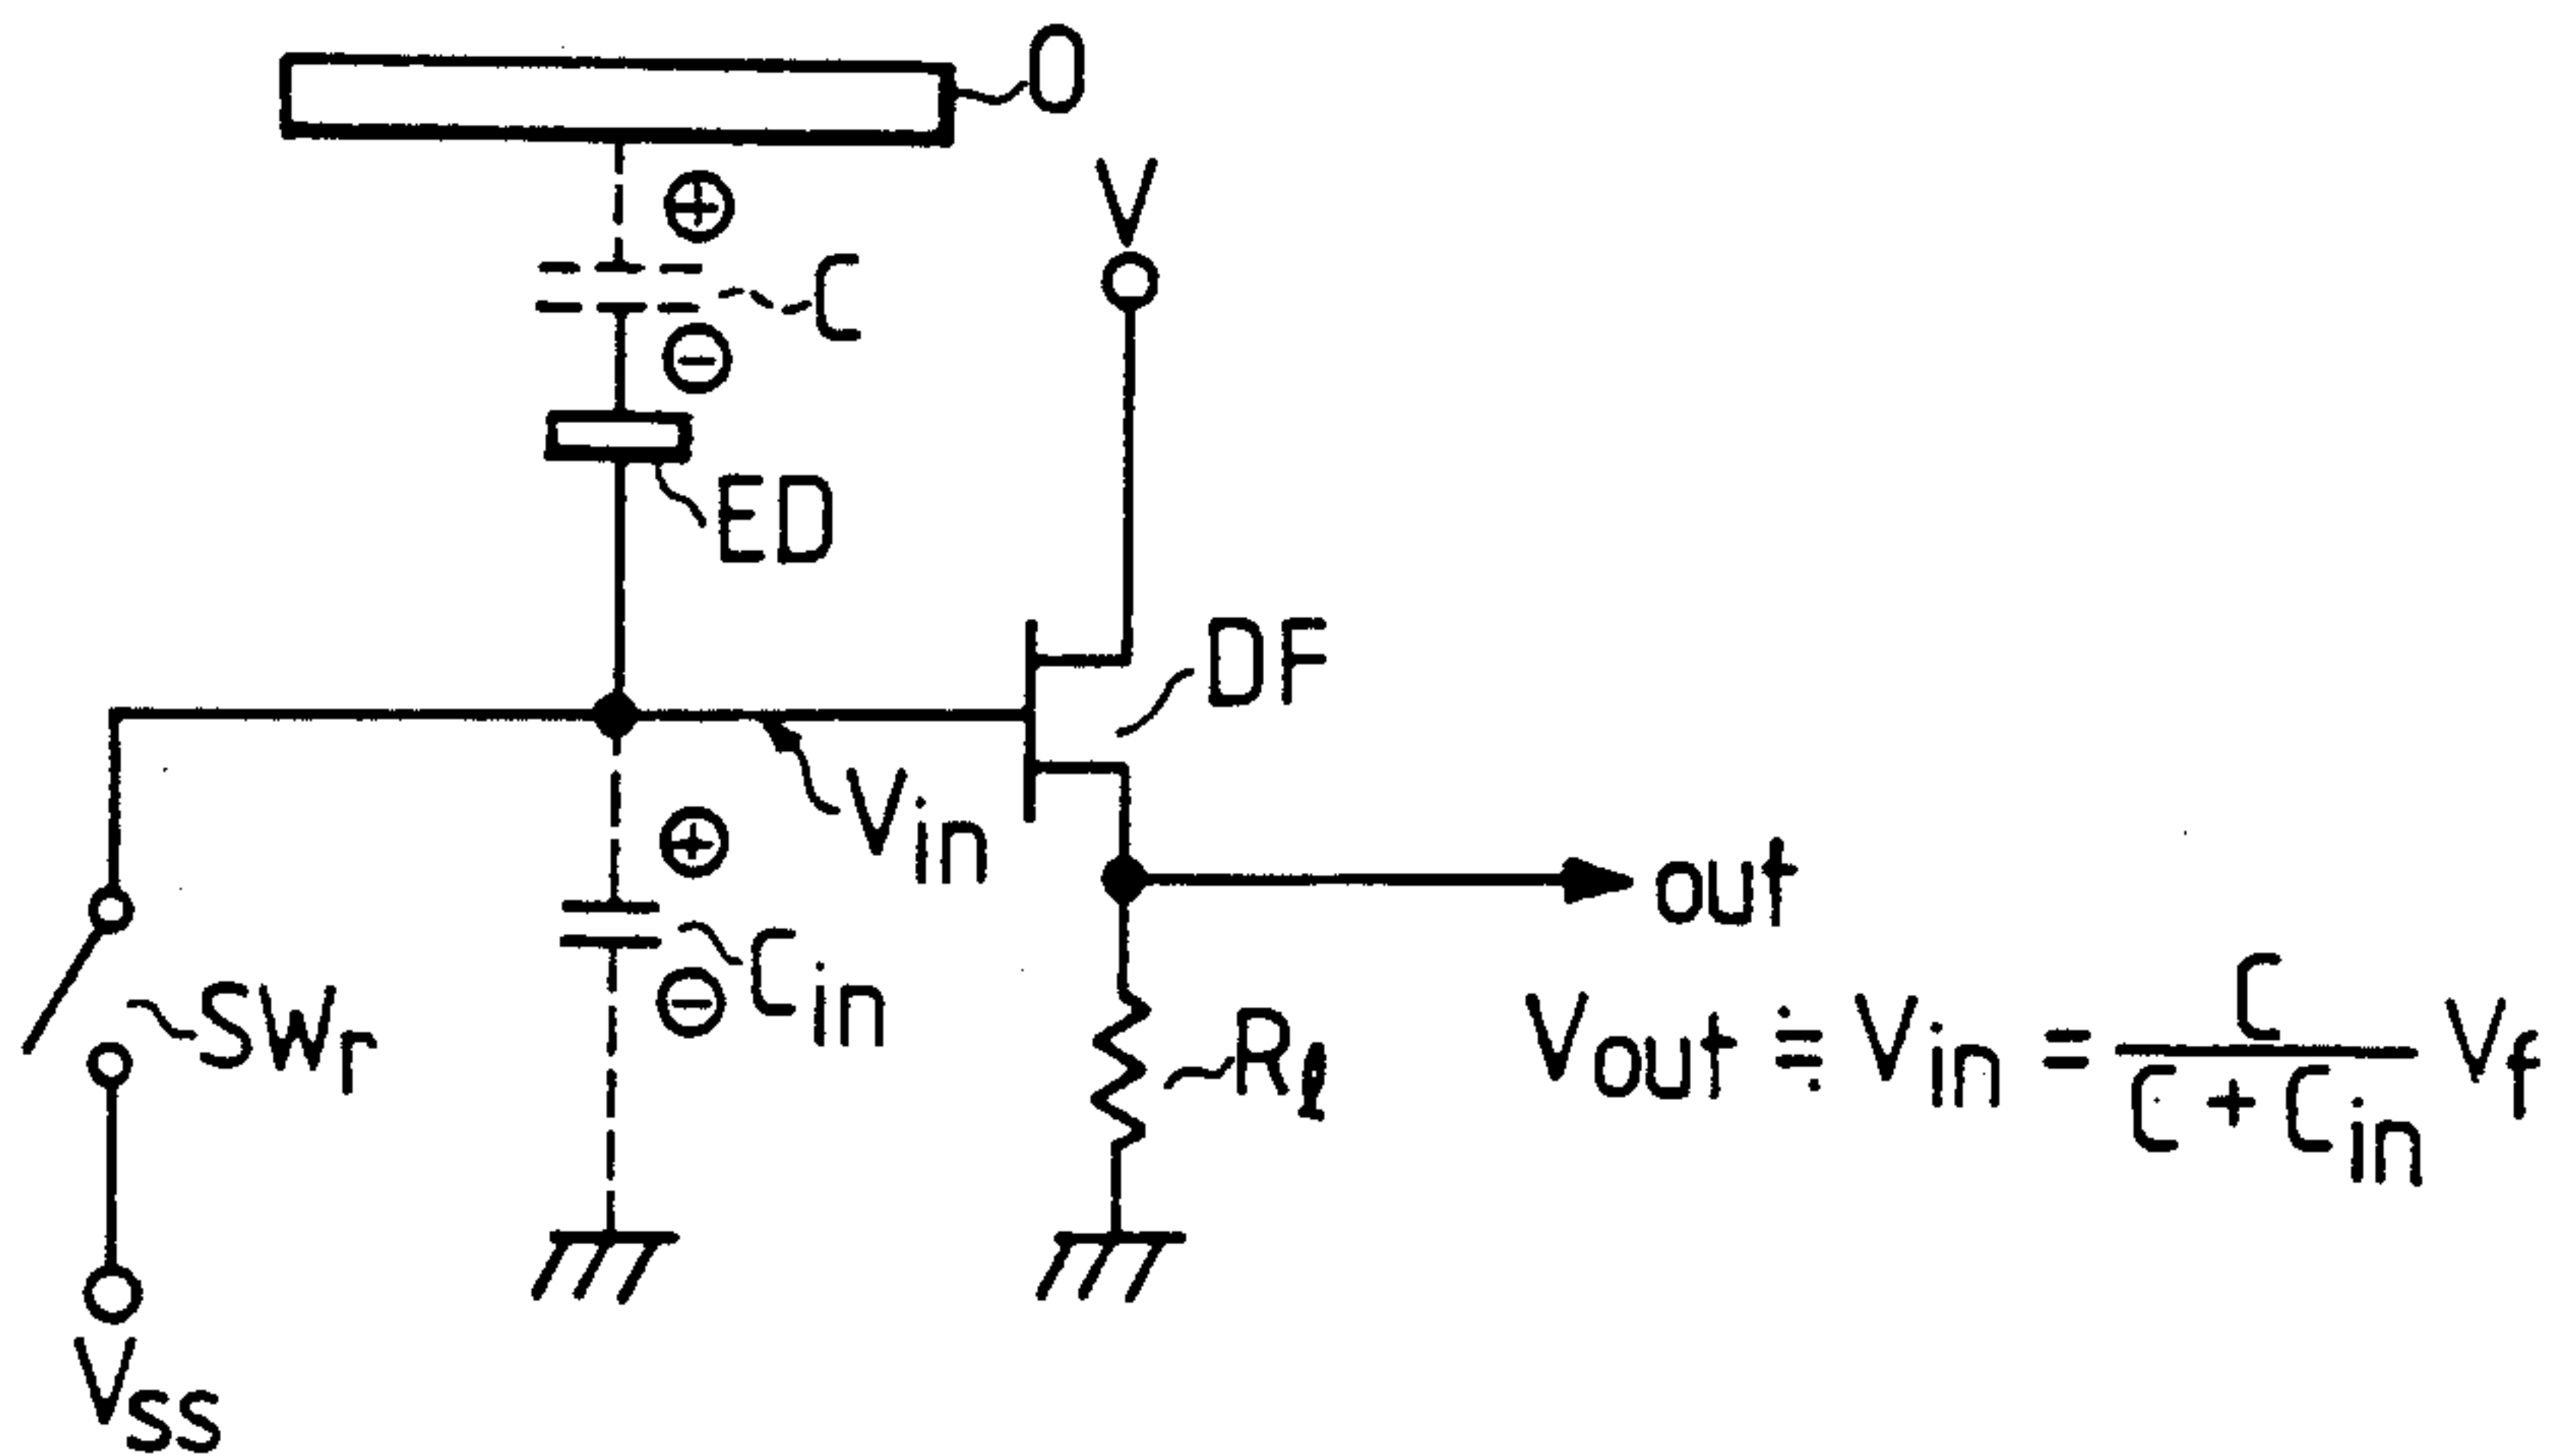 O
⊕
V
C
⊖
ED
DF
Vin
⊕
out
Cin
⊖
SWr
Rℓ
Vout ≓ Vin = C / (C + Cin) Vf
Vss